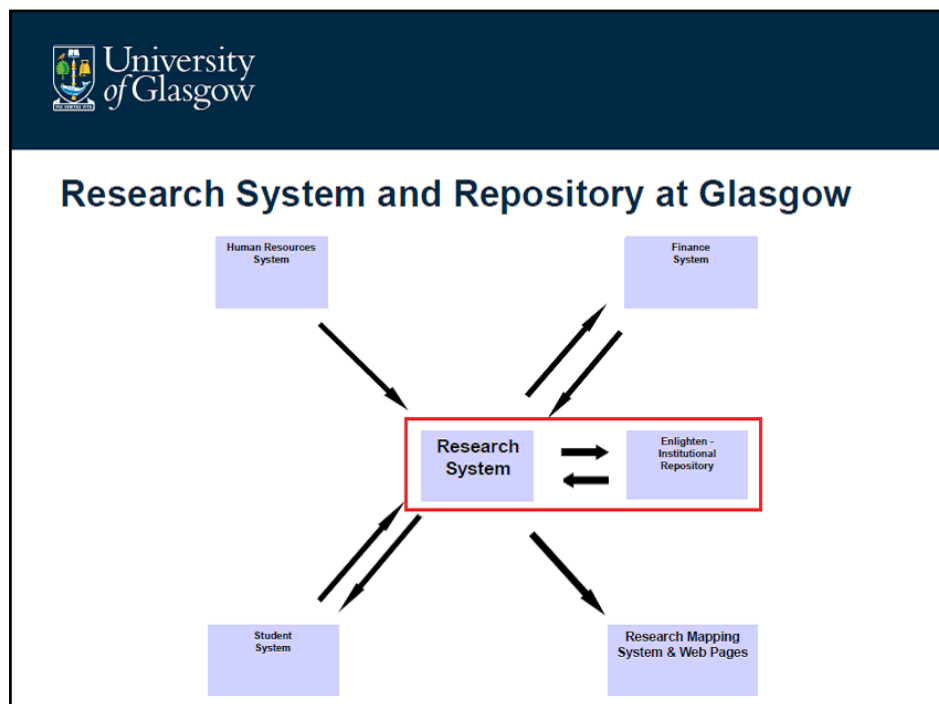 University
of Glasgow
Research System and Repository at Glasgow
Human Resources
System
Finance
System
Research
System
Enlighten -
Institutional
Repository
Student
System
Research Mapping
System & Web Pages